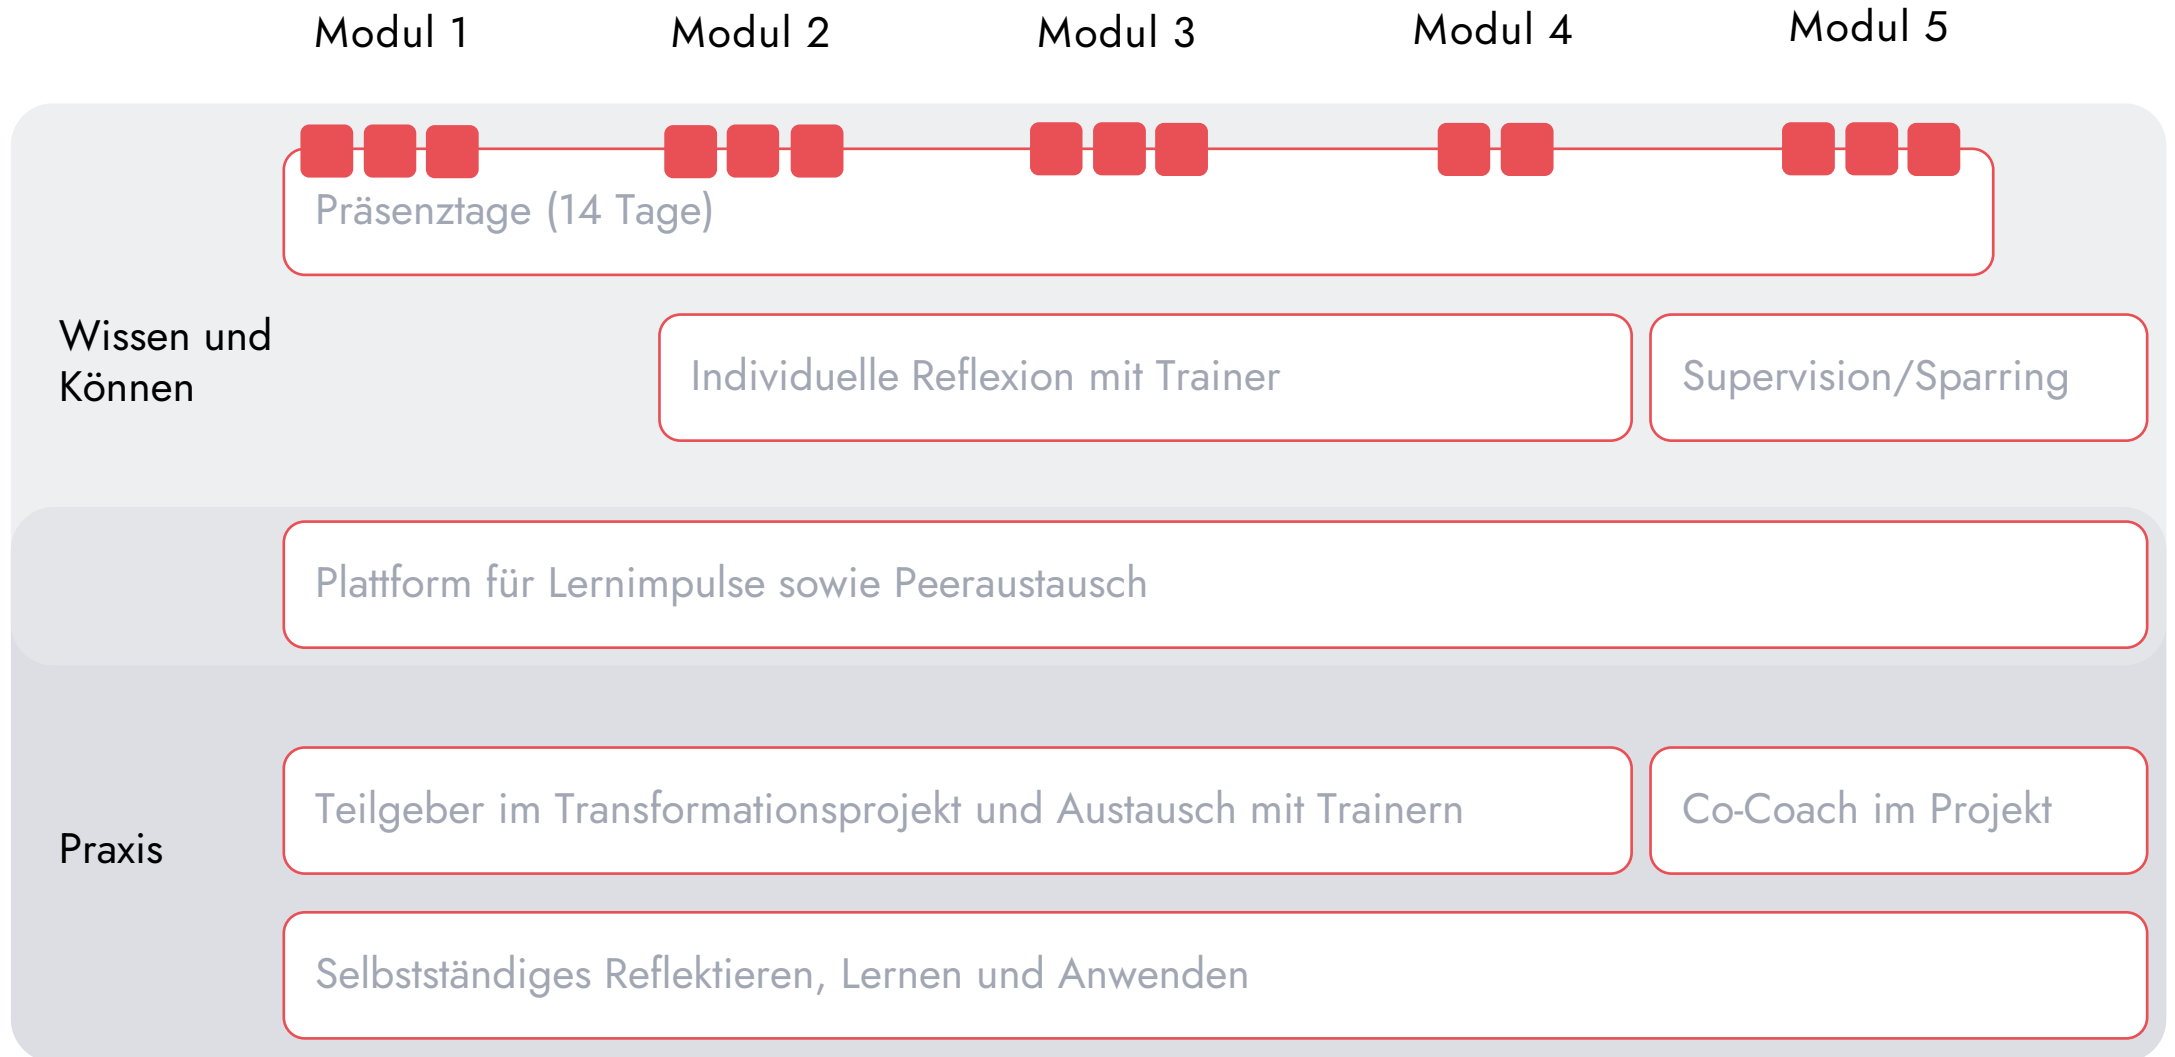 Modul 1
Modul 2
Modul 3
Modul 4
Modul 5
Präsenztage (14 Tage)
Wissen und
Können
Individuelle Reflexion mit Trainer
Supervision/Sparring
Plattform für Lernimpulse sowie Peeraustausch
Praxis
Teilgeber im Transformationsprojekt und Austausch mit Trainern
Co-Coach im Projekt
Selbstständiges Reflektieren, Lernen und Anwenden